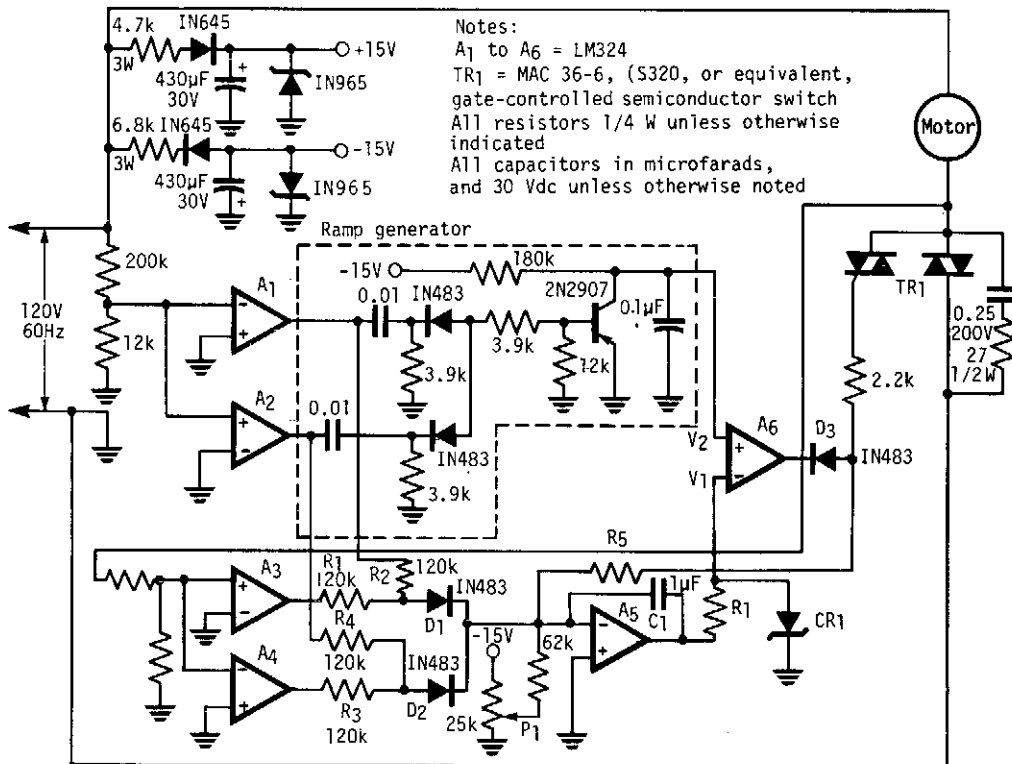 4.7k
IN645
3W
430µF
30V
+
+15V
IN965
6.8k
IN645
3W
430µF
30V
+
-15V
IN965
Notes:
A1 to A6 = LM324
TR1 = MAC 36-6, (S320, or equivalent,
gate-controlled semiconductor switch
All resistors 1/4 W unless otherwise
indicated
All capacitors in microfarads,
and 30 Vdc unless otherwise noted
Motor
120V
60Hz
200k
12k
A1
-
+
A2
+
-
Ramp generator
-15V
180k
2N2907
0.01
IN483
3.9k
3.9k
12k
0.1µF
0.01
IN483
3.9k
TR1
0.25
200V
27
1/2W
2.2k
V2
V1
A6
+
-
D3
IN483
R5
A3
+
-
R1
120k
R2
120k
IN483
D1
R4
120k
IN483
D2
R3
120k
A4
-
+
-15V
25k
P1
62k
1µF
C1
A5
-
+
R1
CR1